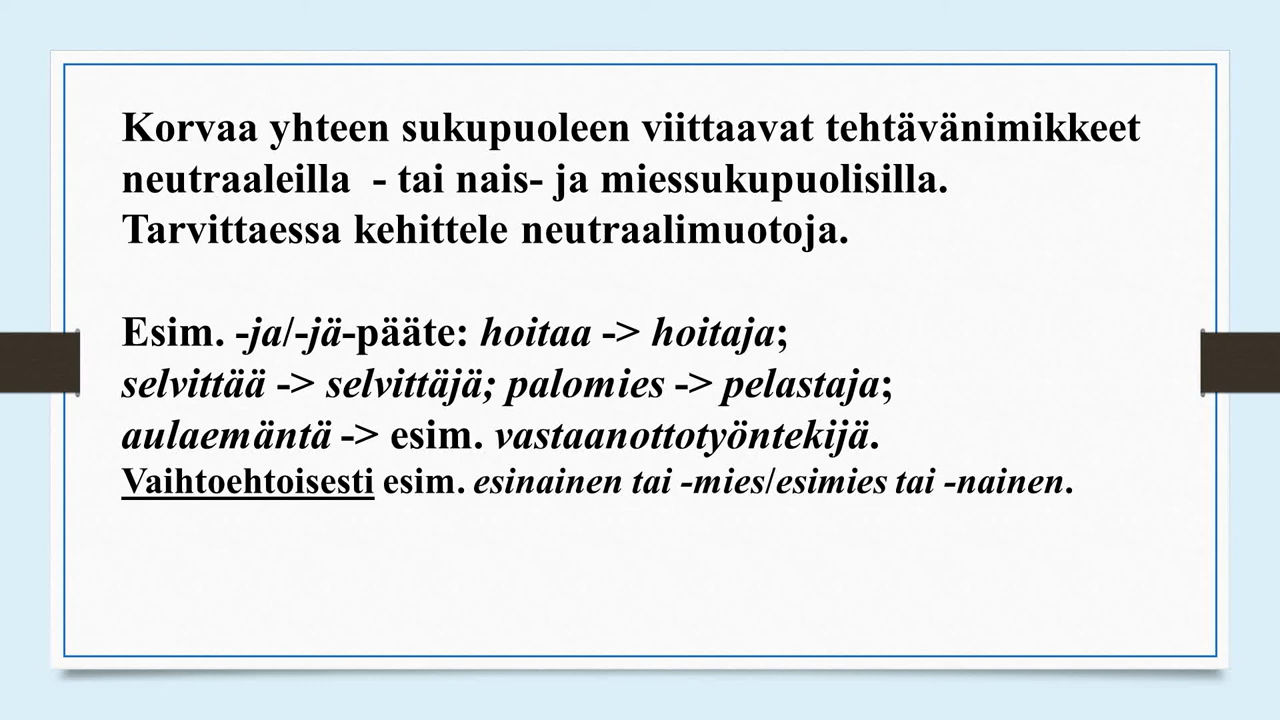 Korvaa yhteen sukupuoleen viittaavat tehtävänimikkeet
neutraaleilla - tai nais- ja miessukupuolisilla.
Tarvittaessa kehittele neutraalimuotoja.
Esim. -ja/-jä-pääte: hoitaa -> hoitaja;
selvittää -> selvittäjä; palomies -> pelastaja;
aulaemäntä -> esim. vastaanottotyöntekijä.
Vaihtoehtoisesti esim. esinainen tai -mies/esimies tai -nainen.